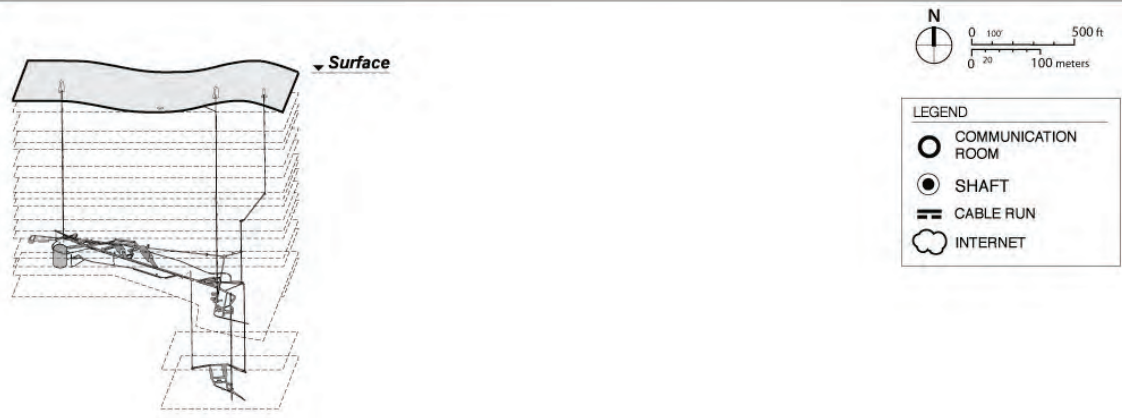 Surface
N
0 100' 500 ft
0 20 100 meters
LEGEND
COMMUNICATION
ROOM
SHAFT
CABLE RUN
INTERNET